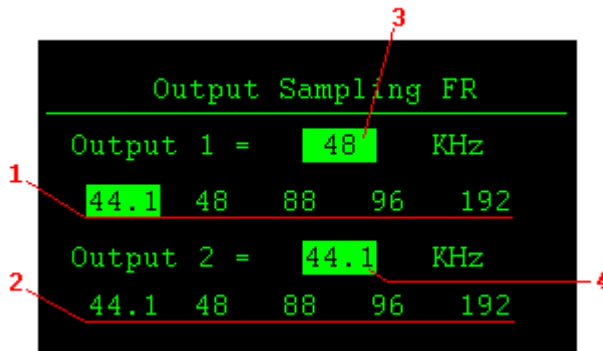 3
Output Sampling FR
Output 1 = 48 KHz
1
44.1 48 88 96 192
Output 2 = 44.1 KHz
2
4
44.1 48 88 96 192